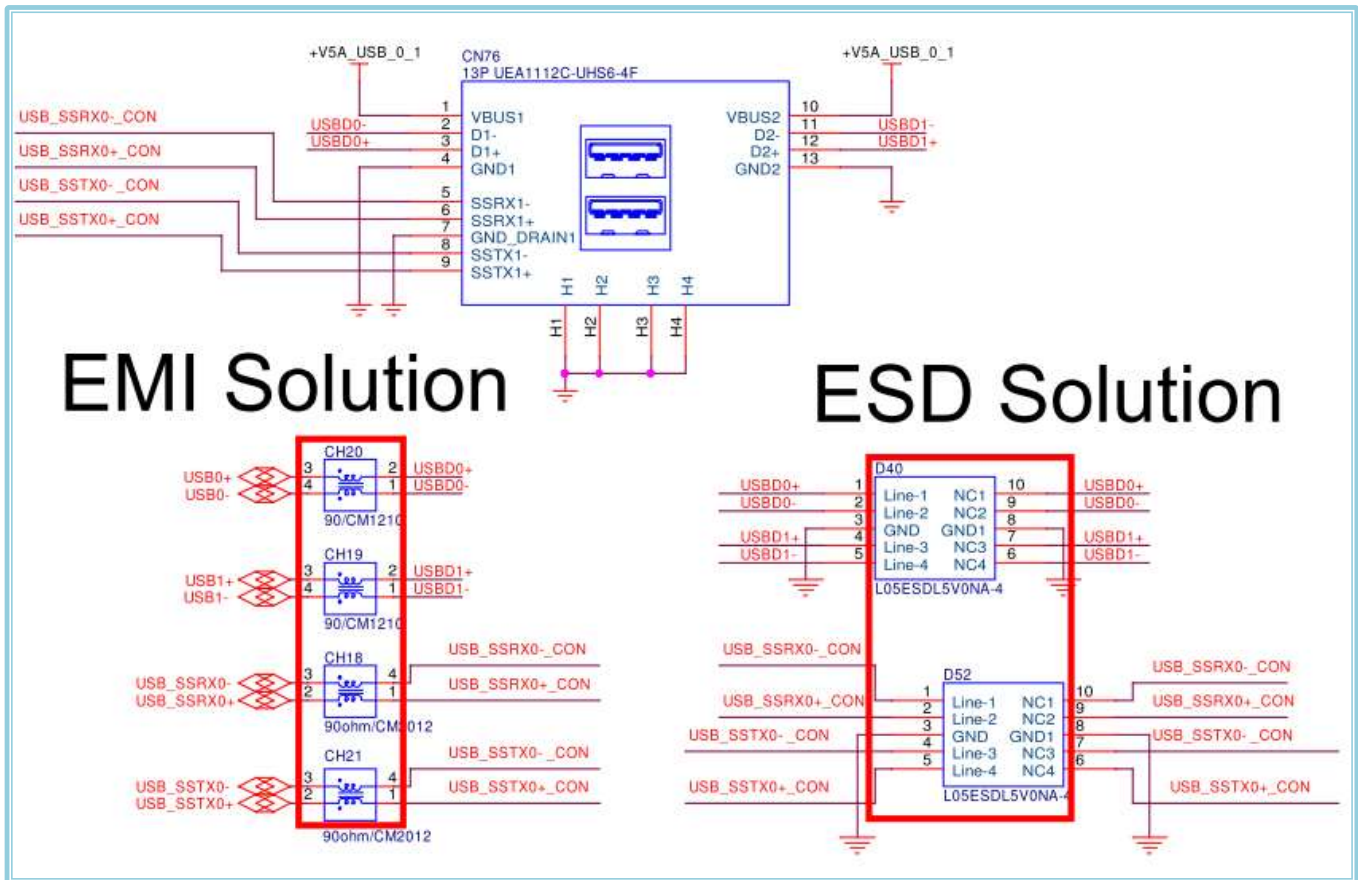 +V5A_USB_0_1
+V5A_USB_0_1
CN76
13P UEA1112C-UHS6-4F
USB_SSRX0-_CON
USB_SSRX0+_CON
USB_SSTX0-_CON
USB_SSTX0+_CON
USBD0-
USBD0+
1 VBUS1
2 D1-
3 D1+
4 GND1
5 SSRX1-
6 SSRX1+
7 GND_DRAIN1
8 SSTX1-
9 SSTX1+
VBUS2 10
D2- 11 USBD1-
D2+ 12 USBD1+
GND2 13
H1 H2 H3 H4
H1 H2 H3 H4
EMI Solution
ESD Solution
CH20
USB0+ 3 2 USBD0+
USB0- 4 1 USBD0-
90/CM1210
CH19
USB1+ 3 2 USBD1+
USB1- 4 1 USBD1-
90/CM1210
CH18
USB_SSRX0-_CON
USB_SSRX0- 3 4
USB_SSRX0+ 2 1 USB_SSRX0+_CON
90ohm/CM2012
CH21
USB_SSTX0-_CON
USB_SSTX0- 3 4
USB_SSTX0+ 2 1 USB_SSTX0+_CON
90ohm/CM2012
D40
USBD0+ 1 Line-1 NC1 10 USBD0+
USBD0- 2 Line-2 NC2 9 USBD0-
3 GND GND1 8
USBD1+ 4 Line-3 NC3 7 USBD1+
USBD1- 5 Line-4 NC4 6 USBD1-
L05ESDL5V0NA-4
D52
USB_SSRX0-_CON 1 Line-1 NC1 10 USB_SSRX0-_CON
USB_SSRX0+_CON 2 Line-2 NC2 9 USB_SSRX0+_CON
3 GND GND1 8
USB_SSTX0-_CON 4 Line-3 NC3 7 USB_SSTX0-_CON
USB_SSTX0+_CON 5 Line-4 NC4 6 USB_SSTX0+_CON
L05ESDL5V0NA-4